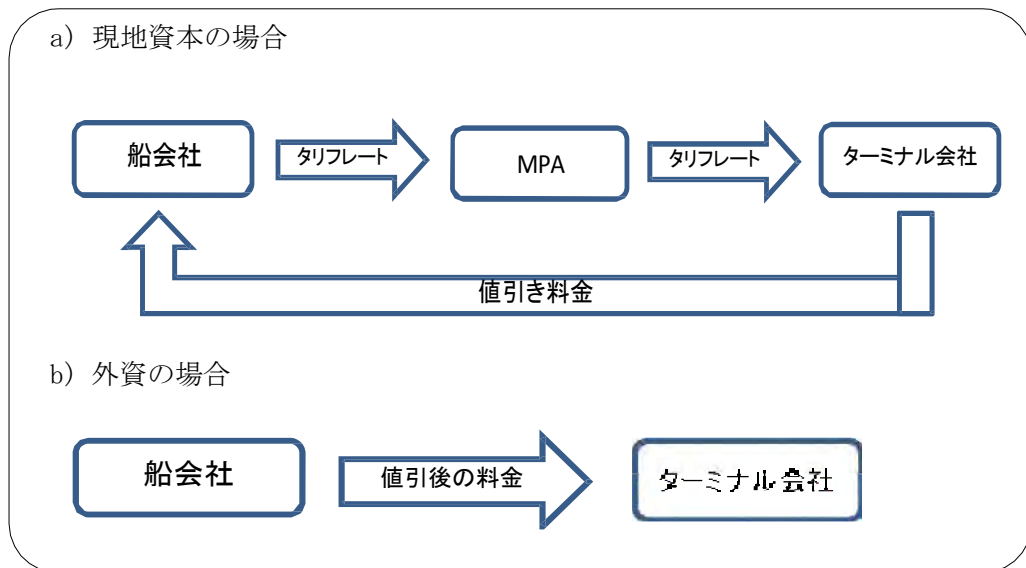 a) 現地資本の場合
船会社
タリフレート
MPA
タリフレート
ターミナル会社
値引き料金
b) 外資の場合
船会社
値引後の料金
ターミナル会社